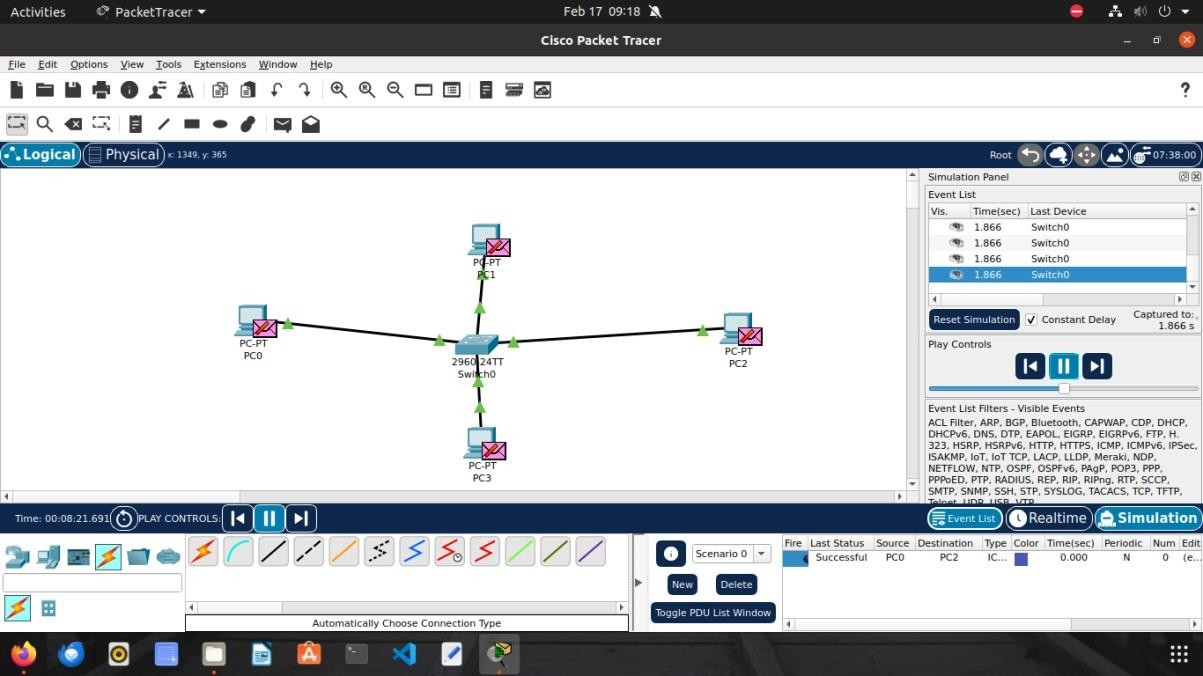 Activities PacketTracer Feb 17 09:18
Cisco Packet Tracer
File Edit Options View Tools Extensions Window Help
?
Logical Physical x: 1349, y: 365 Root 07:38:00
Simulation Panel
Event List
Vis. Time(sec) Last Device
1.866 Switch0
1.866 Switch0
1.866 Switch0
1.866 Switch0
Reset Simulation Constant Delay Captured to:
1.866 s
Play Controls
Event List Filters - Visible Events
ACL Filter, ARP, BGP, Bluetooth, CAPWAP, CDP, DHCP,
DHCPv6, DNS, DTP, EAPOL, EIGRP, EIGRPv6, FTP, H.
323, HSRP, HSRPv6, HTTP, HTTPS, ICMP, ICMPv6, IPSec,
ISAKMP, IoT, IoT TCP, LACP, LLDP, Meraki, NDP,
NETFLOW, NTP, OSPF, OSPFv6, PAgP, POP3, PPP,
PPPoED, PTP, RADIUS, REP, RIP, RIPng, RTP, SCCP,
SMTP, SNMP, SSH, STP, SYSLOG, TACACS, TCP, TFTP,
Telnet, UDP, USB, VTP
PC-PT
PC1
PC-PT
PC0
2960-24TT
Switch0
PC-PT
PC2
PC-PT
PC3
Time: 00:08:21.691 PLAY CONTROLS: Event List Realtime Simulation
Scenario 0
New Delete
Toggle PDU List Window
Fire Last Status Source Destination Type Color Time(sec) Periodic Num Edit
Successful PC0 PC2 IC... 0.000 N 0 (e...
Automatically Choose Connection Type